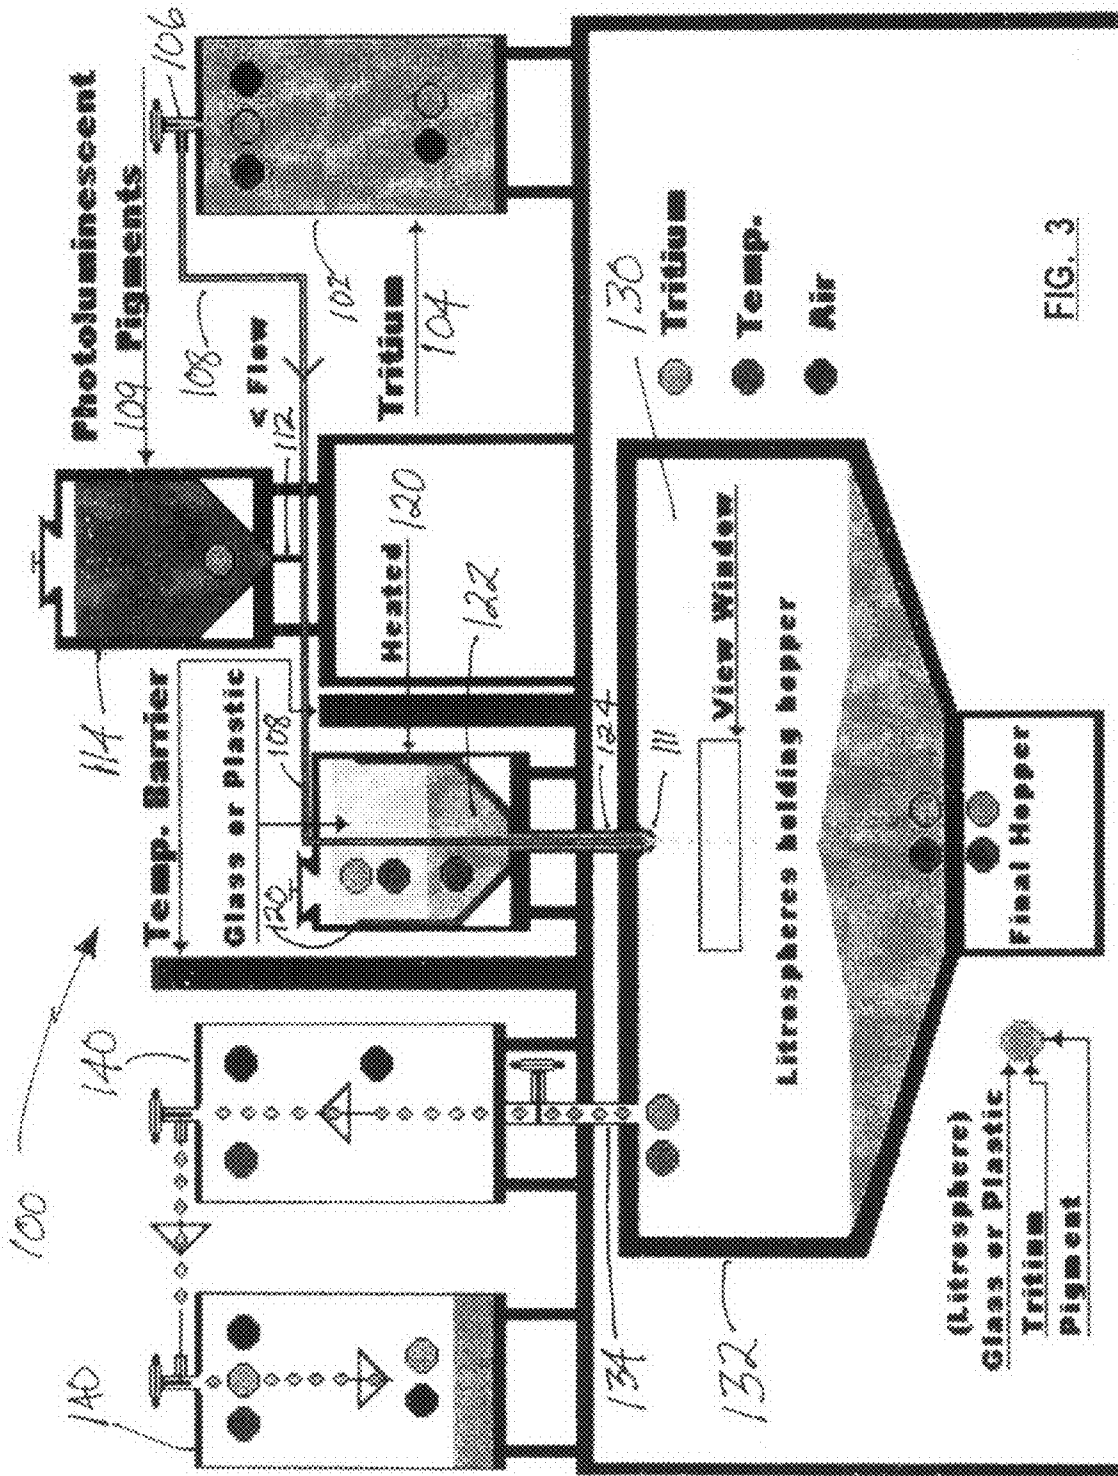 100
140
140
Temp. Barrier
Glass or Plastic
120
108
114
Photoluminescent
109 Pigments
106
108
< Flow
112
102
Tritium
104
Heated 120
122
124
111
134
132
130
View Window
Litrospheres holding hopper
Tritium
Temp.
Air
Final Hopper
(Litrosphere)
Glass or Plastic
Tritium
Pigment
FIG. 3